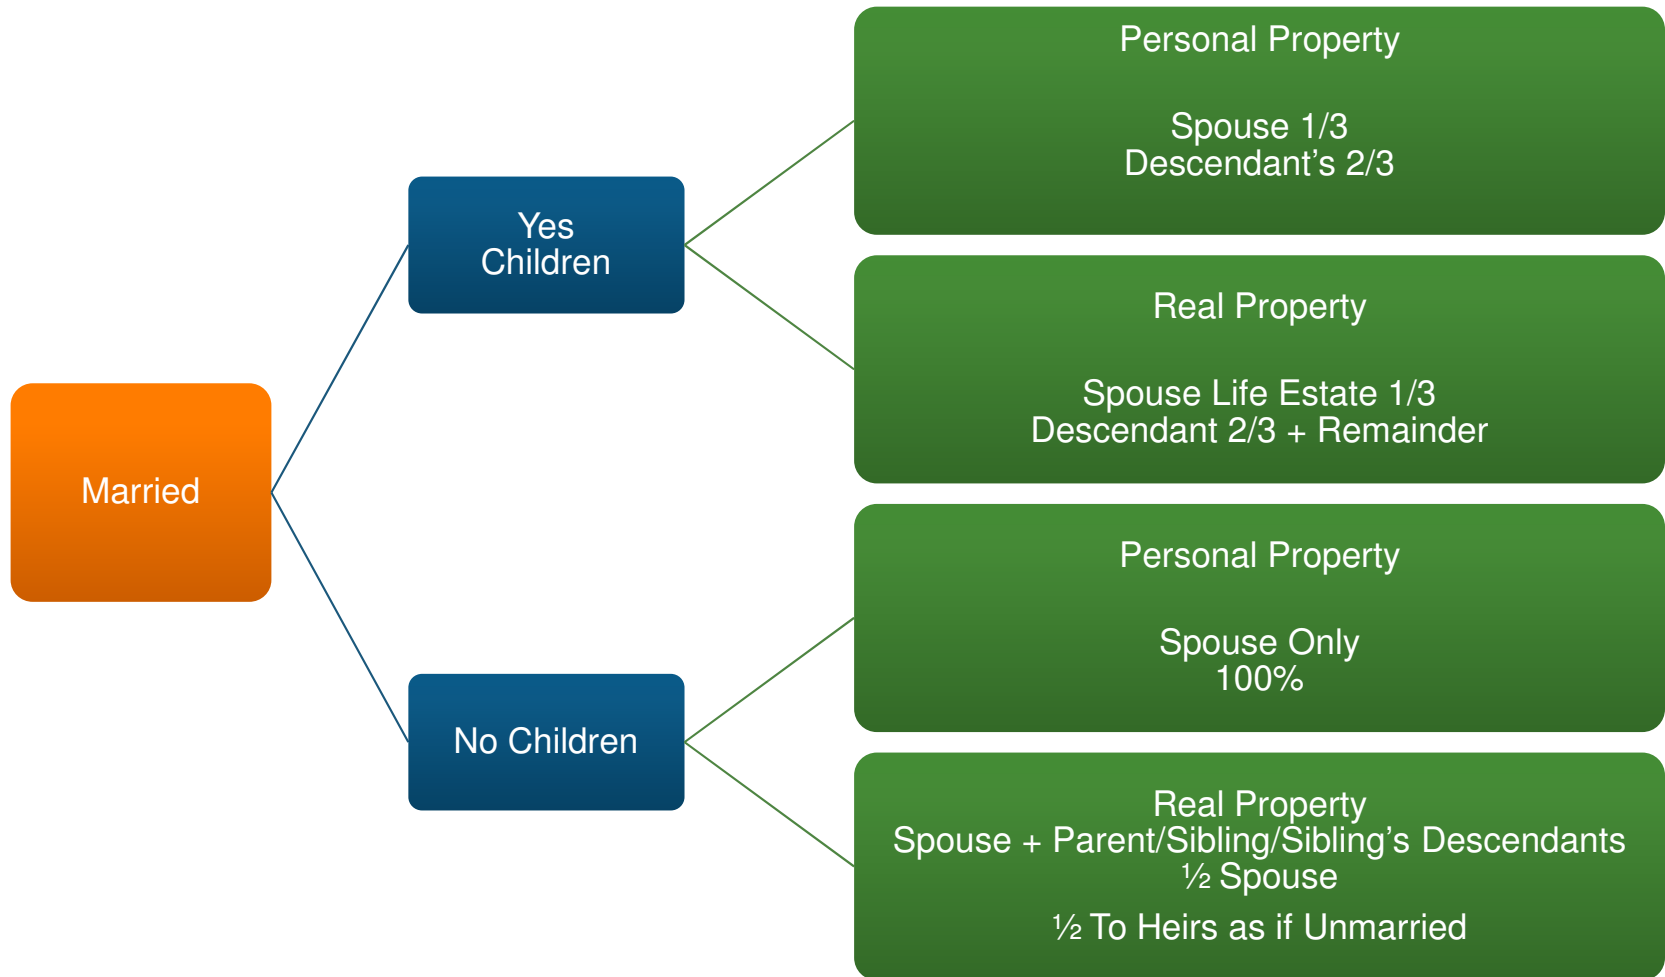 Married
Yes
Children
Personal Property
Spouse 1/3
Descendant’s 2/3
Real Property
Spouse Life Estate 1/3
Descendant 2/3 + Remainder
No Children
Personal Property
Spouse Only
100%
Real Property
Spouse + Parent/Sibling/Sibling’s Descendants
½ Spouse
½ To Heirs as if Unmarried